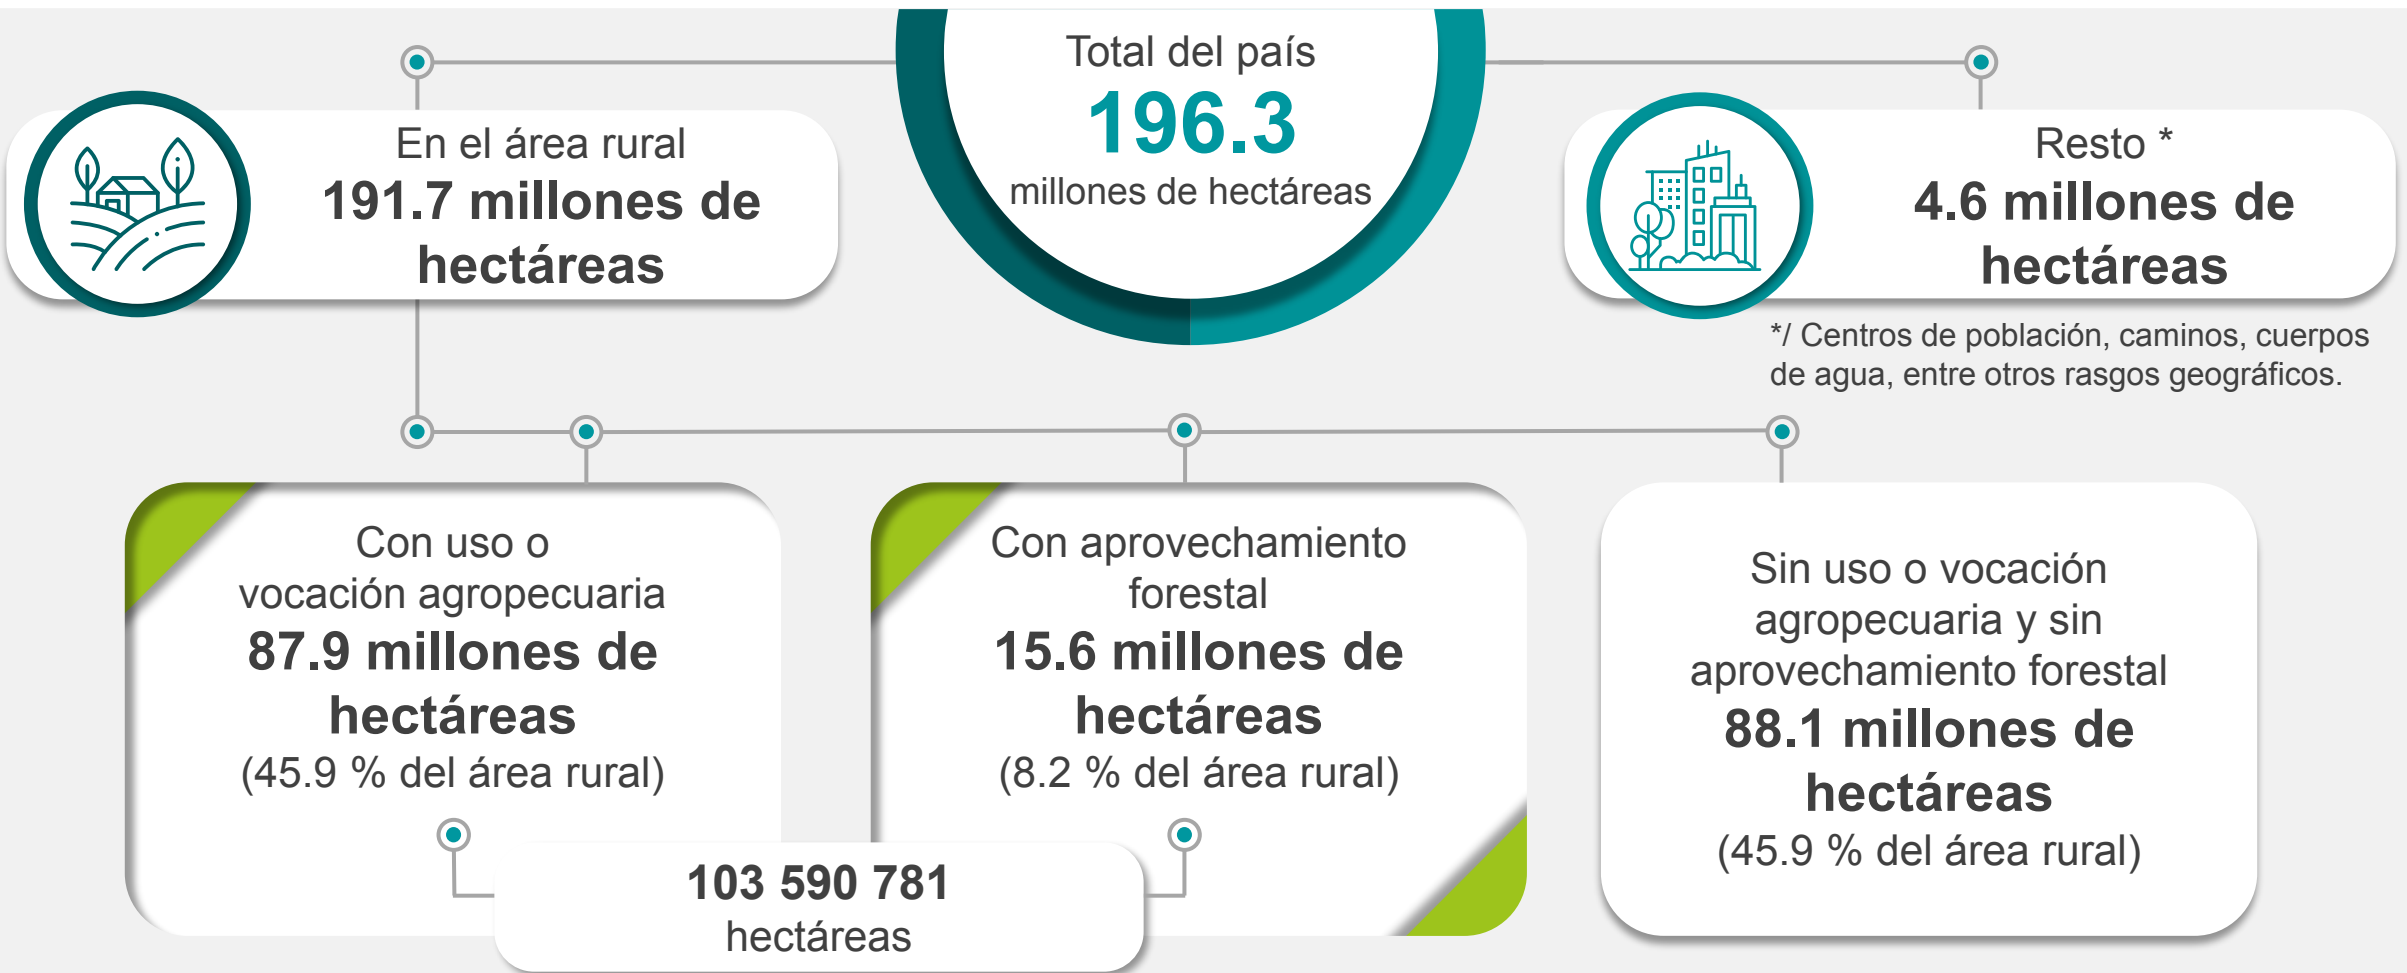 Total del país
196.3
millones de hectáreas
En el área rural
191.7 millones de
hectáreas
Resto *
4.6 millones de
hectáreas
*/ Centros de población, caminos, cuerpos
de agua, entre otros rasgos geográficos.
Con uso o
vocación agropecuaria
87.9 millones de
hectáreas
(45.9 % del área rural)
Con aprovechamiento
forestal
15.6 millones de
hectáreas
(8.2 % del área rural)
103 590 781
hectáreas
Sin uso o vocación
agropecuaria y sin
aprovechamiento forestal
88.1 millones de
hectáreas
(45.9 % del área rural)